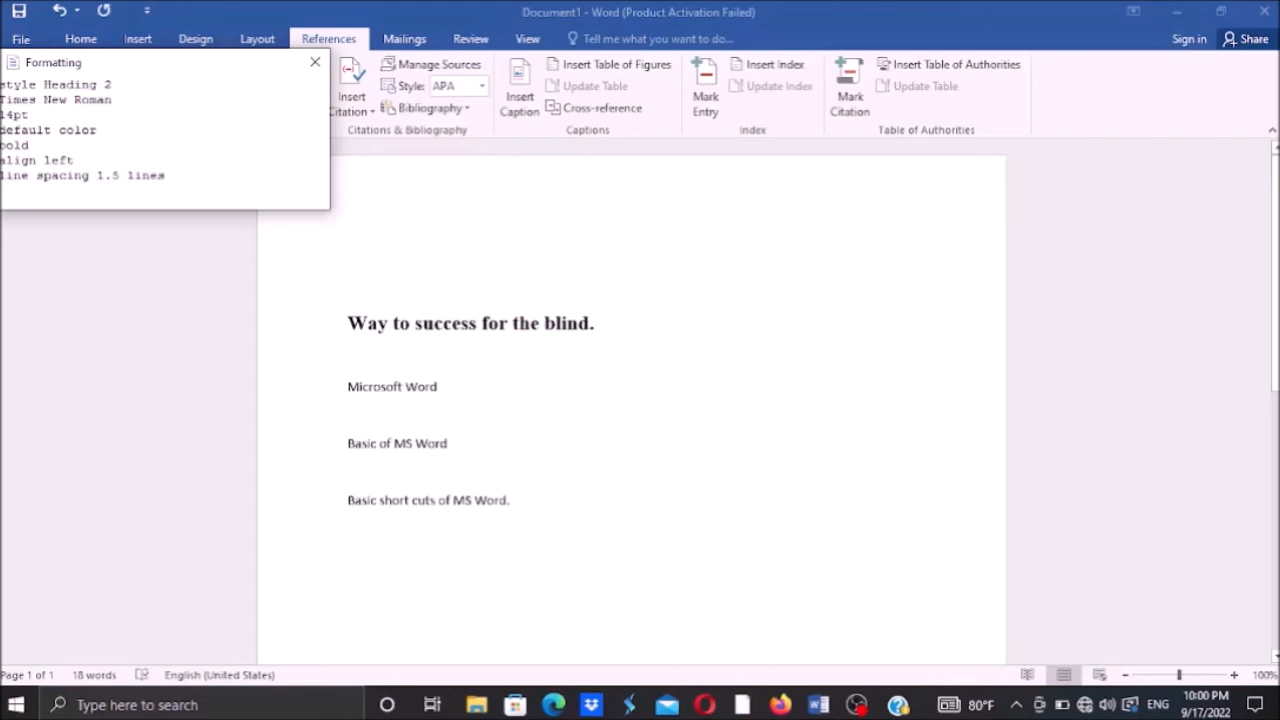 Document1 - Word (Product Activation Failed)
File Home Insert Design Layout References Mailings Review View Tell me what you want to do... Sign in Share
Formatting
style Heading 2
Times New Roman
14pt
default color
bold
align left
line spacing 1.5 lines
Insert Citation
Manage Sources
Style: APA
Bibliography
Citations & Bibliography
Insert Caption
Insert Table of Figures
Update Table
Cross-reference
Captions
Mark Entry
Insert Index
Update Index
Index
Mark Citation
Insert Table of Authorities
Update Table
Table of Authorities
Way to success for the blind.
Microsoft Word
Basic of MS Word
Basic short cuts of MS Word.
Page 1 of 1 18 words English (United States) 100%
Type here to search 80°F ENG 10:00 PM
9/17/2022